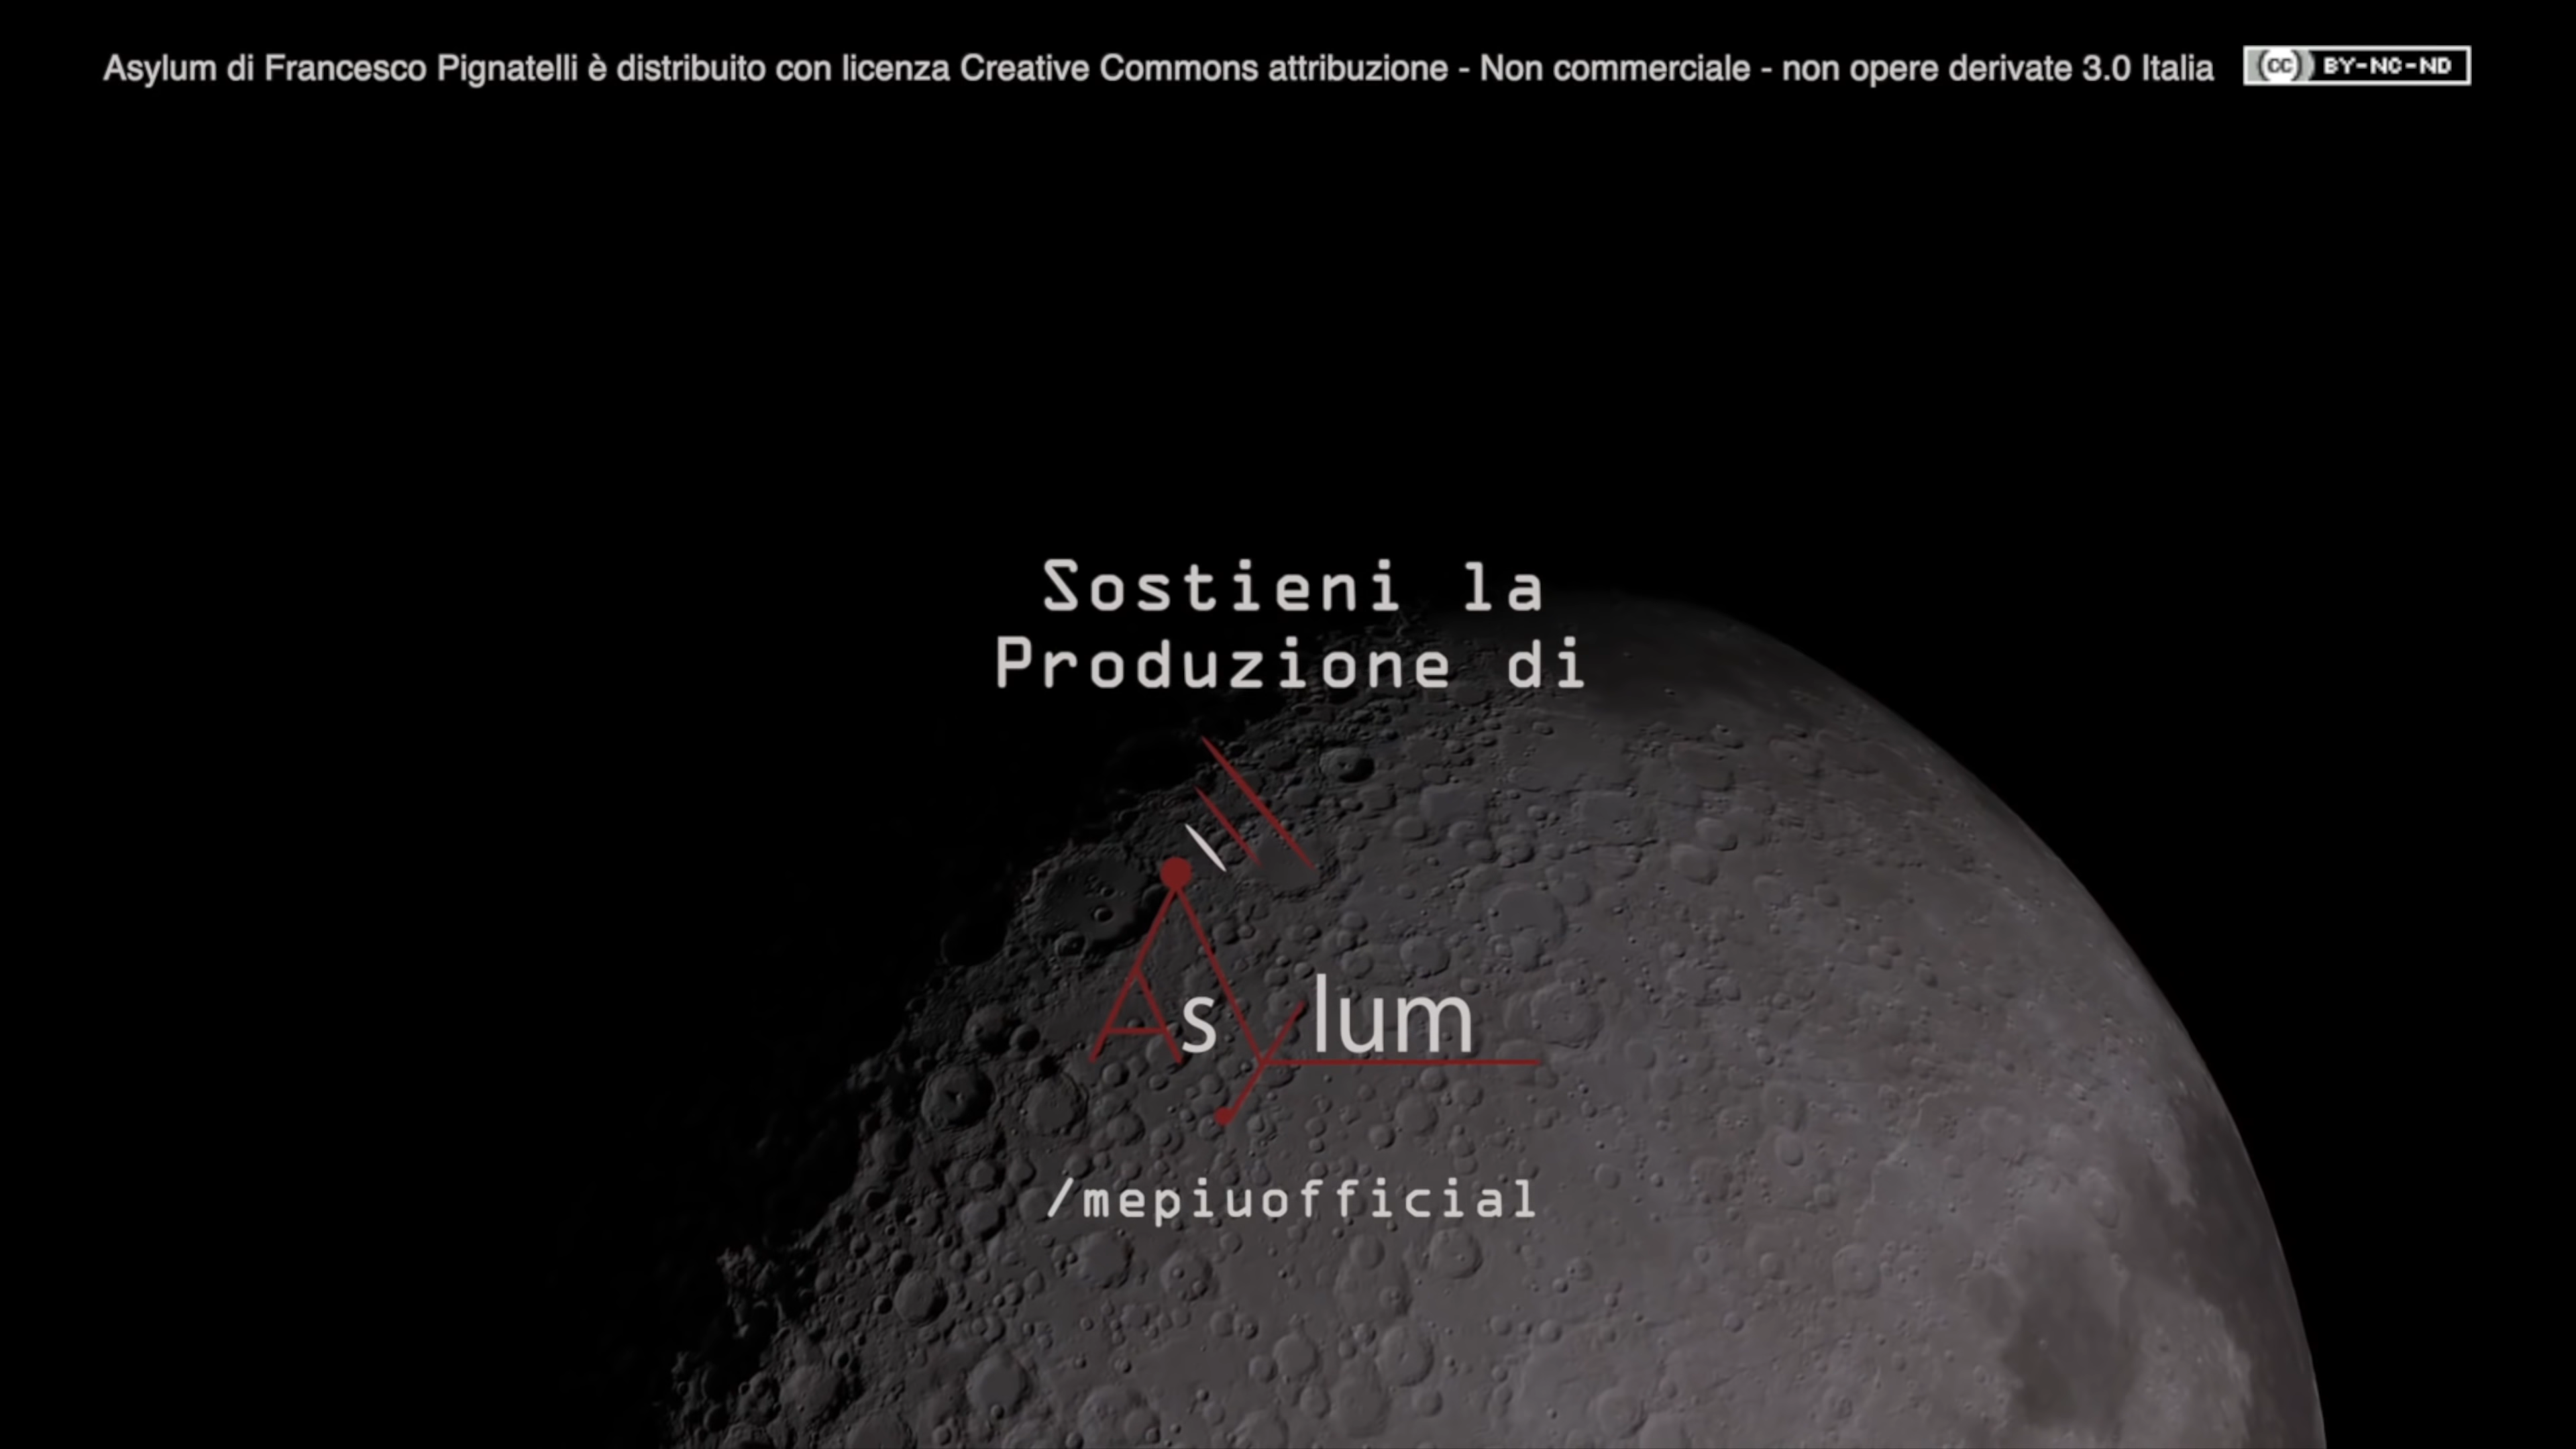 Asylum di Francesco Pignatelli è distribuito con licenza Creative Commons attribuzione - Non commerciale - non opere derivate 3.0 Italia (cc) BY-NC-ND
Sostieni la
Produzione di
Asylum
/mepiuofficial